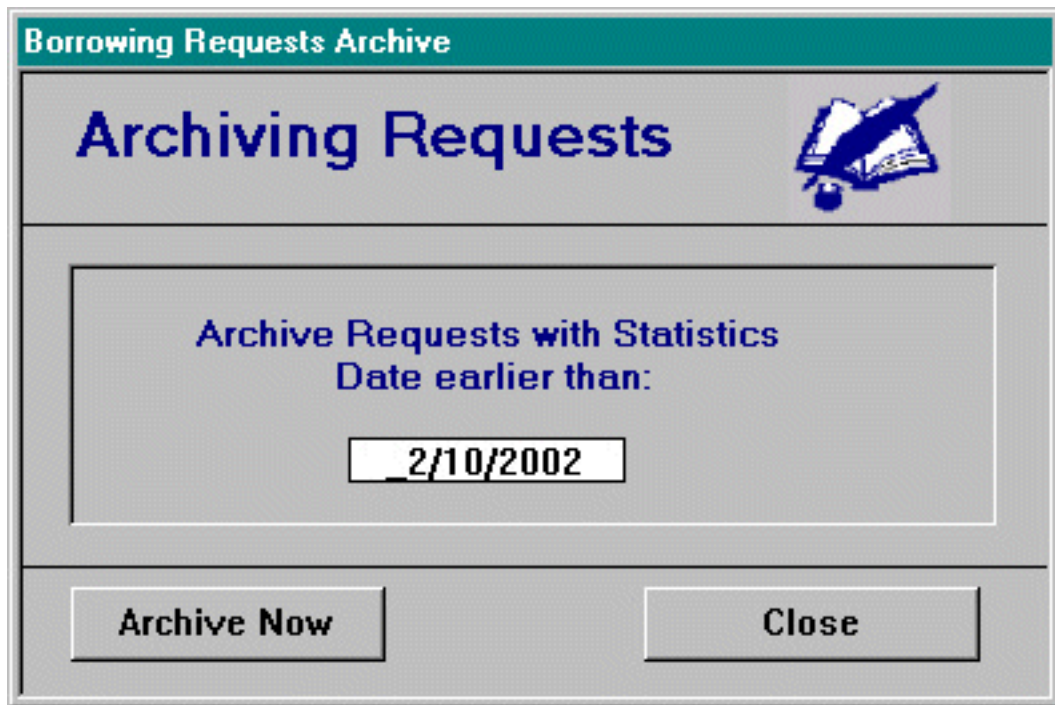 Borrowing Requests Archive
Archiving Requests
Archive Requests with Statistics
Date earlier than:
_2/10/2002
Archive Now
Close